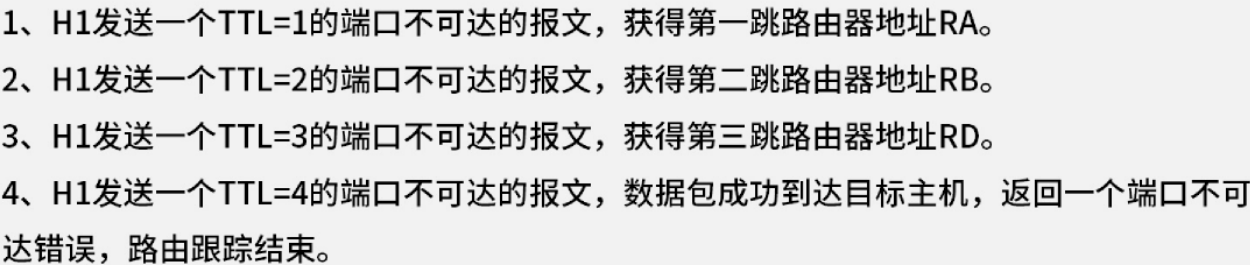 1、H1发送一个TTL=1的端口不可达的报文，获得第一跳路由器地址RA。
2、H1发送一个TTL=2的端口不可达的报文，获得第二跳路由器地址RB。
3、H1发送一个TTL=3的端口不可达的报文，获得第三跳路由器地址RD。
4、H1发送一个TTL=4的端口不可达的报文，数据包成功到达目标主机，返回一个端口不可
达错误，路由跟踪结束。